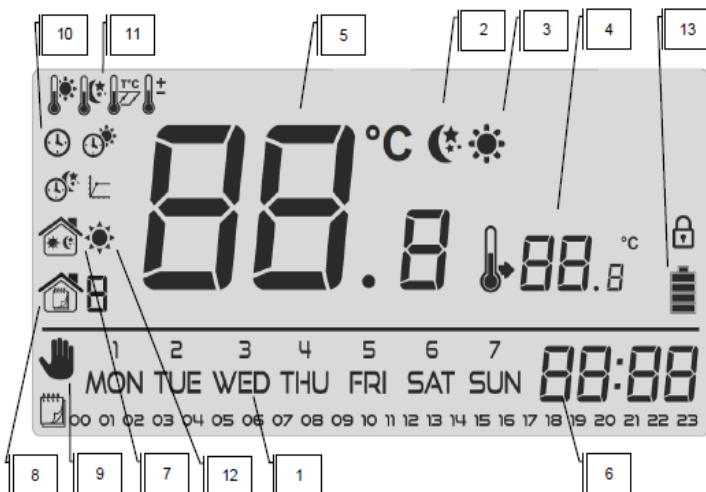 10 11 5 2 3 4 13
T°C
88.8 °C
88.8 °C
8
1 2 3 4 5 6 7
MON TUE WED THU FRI SAT SUN 88:88
00 01 02 03 04 05 06 07 08 09 10 11 12 13 14 15 16 17 18 19 20 21 22 23
8 9 7 12 1 6